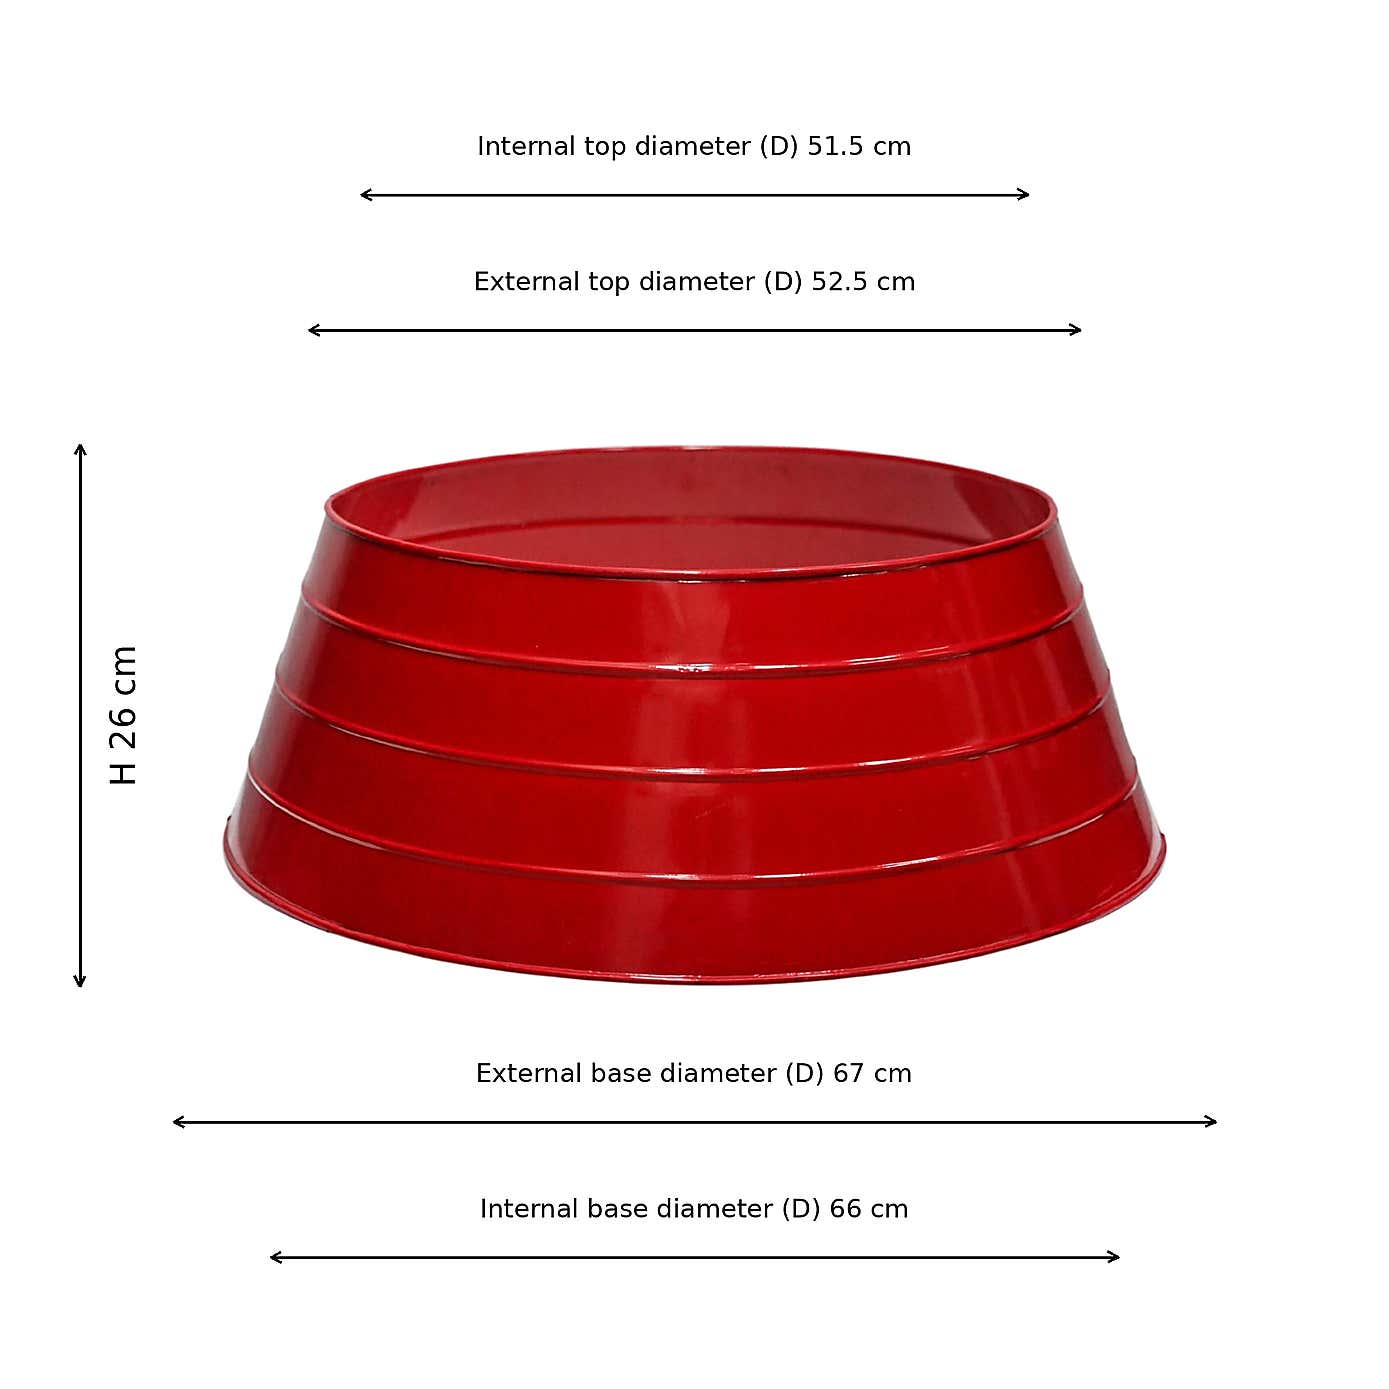 Internal top diameter (D) 51.5 cm
External top diameter (D) 52.5 cm
H 26 cm
External base diameter (D) 67 cm
Internal base diameter (D) 66 cm